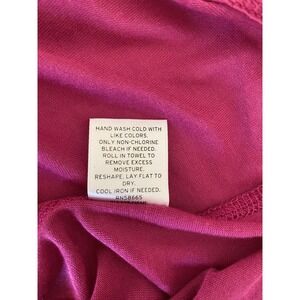 HAND WASH COLD WITH
LIKE COLORS.
ONLY NON-CHLORINE
BLEACH IF NEEDED.
ROLL IN TOWEL TO
REMOVE EXCESS
MOISTURE.
RESHAPE, LAY FLAT TO
DRY.
COOL IRON IF NEEDED.
RN58665